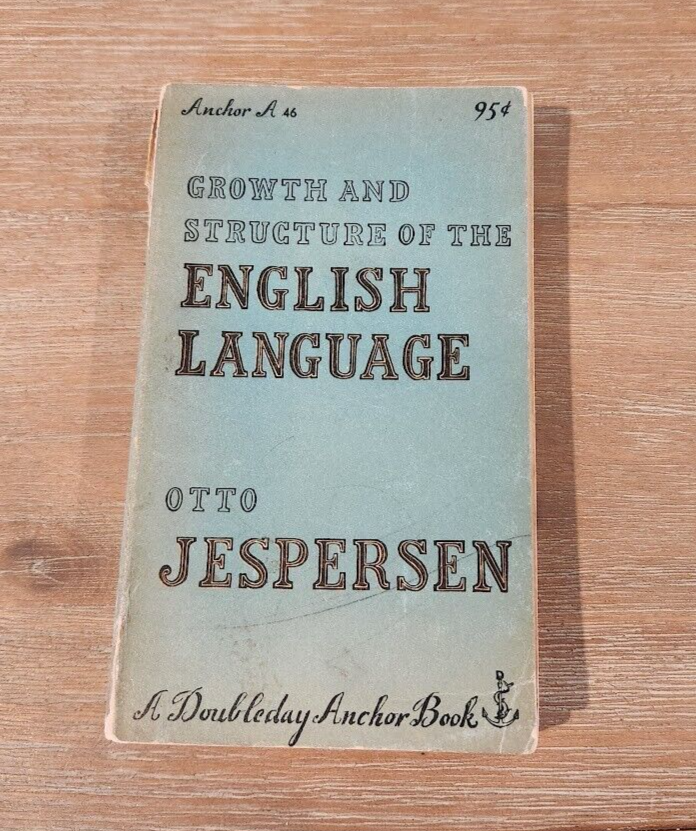 Anchor A 46
95¢
GROWTH AND
STRUCTURE OF THE
ENGLISH
LANGUAGE
OTTO
JESPERSEN
A Doubleday Anchor Book